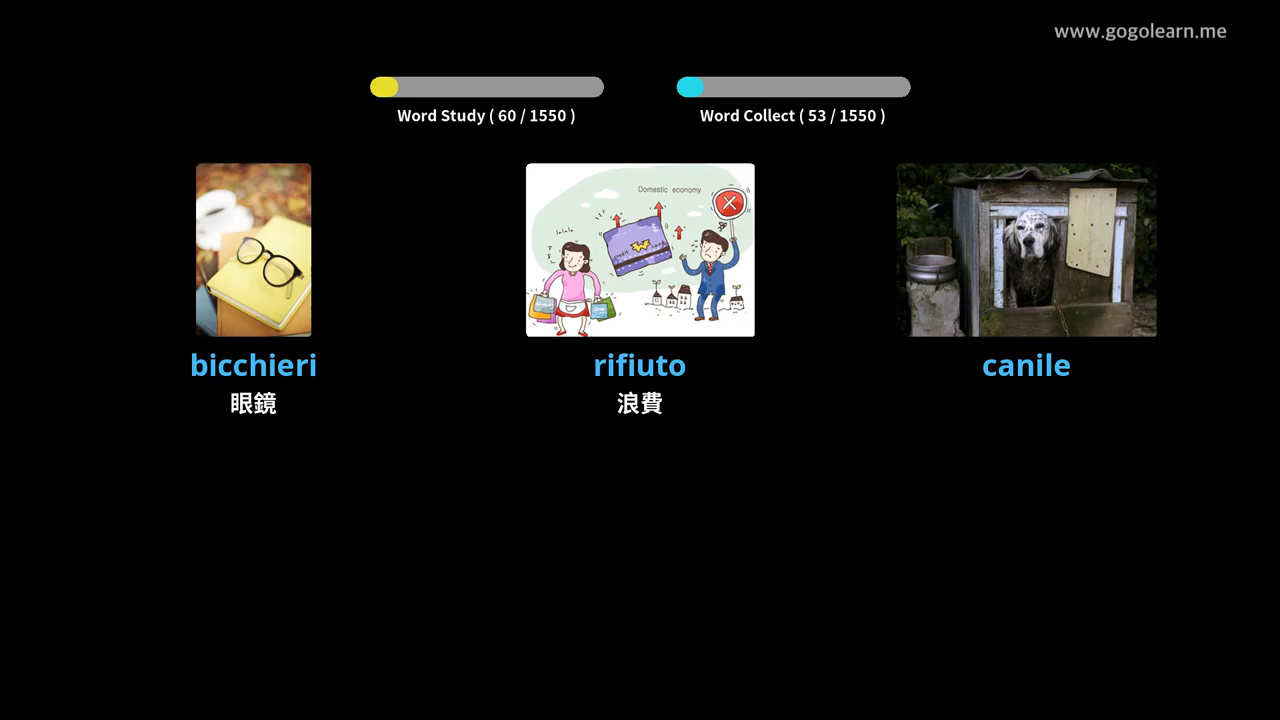 www.gogolearn.me
Word Study ( 60 / 1550 )
Word Collect ( 53 / 1550 )
Domestic economy
lalala
bicchieri
rifiuto
canile
眼鏡
浪費